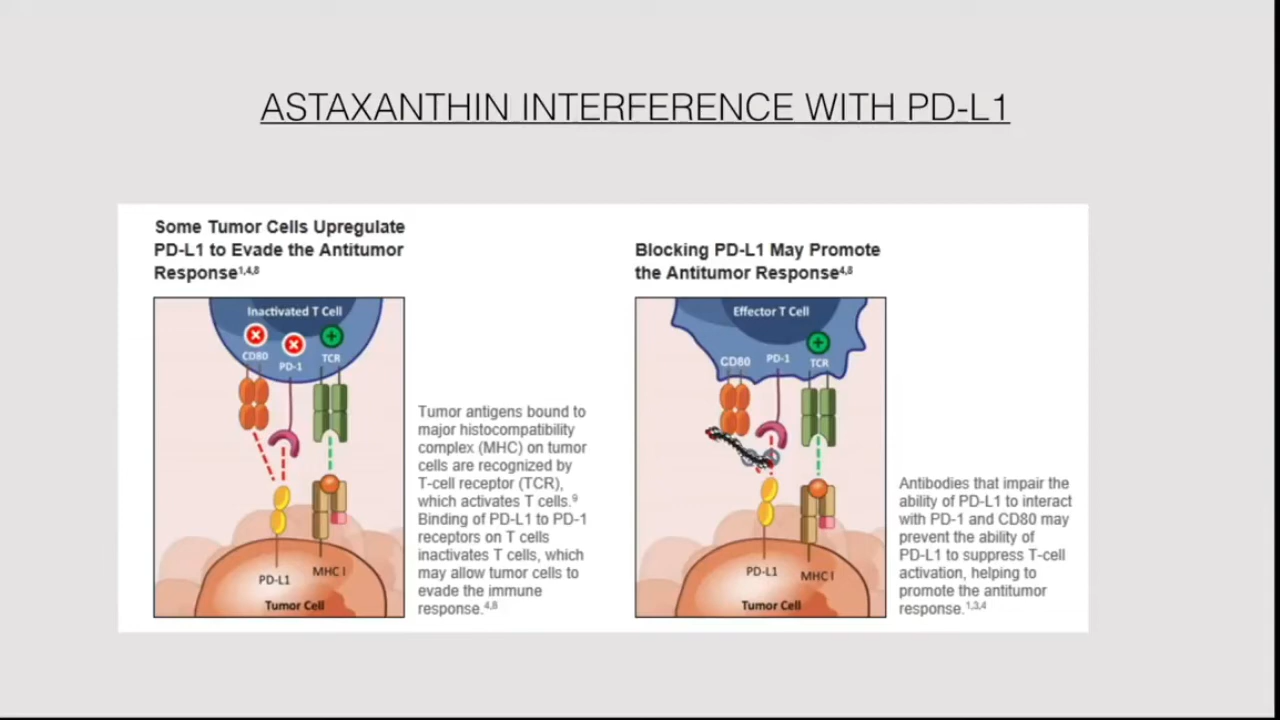 ASTAXANTHIN INTERFERENCE WITH PD-L1
Some Tumor Cells Upregulate
PD-L1 to Evade the Antitumor
Response1,4,8
Inactivated T Cell
CD80
PD-1
TCR
PD-L1
MHC I
Tumor Cell
Tumor antigens bound to
major histocompatibility
complex (MHC) on tumor
cells are recognized by
T-cell receptor (TCR),
which activates T cells.9
Binding of PD-L1 to PD-1
receptors on T cells
inactivates T cells, which
may allow tumor cells to
evade the immune
response.4,8
Blocking PD-L1 May Promote
the Antitumor Response4,8
Effector T Cell
CD80
PD-1
TCR
PD-L1
MHC I
Tumor Cell
Antibodies that impair the
ability of PD-L1 to interact
with PD-1 and CD80 may
prevent the ability of
PD-L1 to suppress T-cell
activation, helping to
promote the antitumor
response.1,3,4